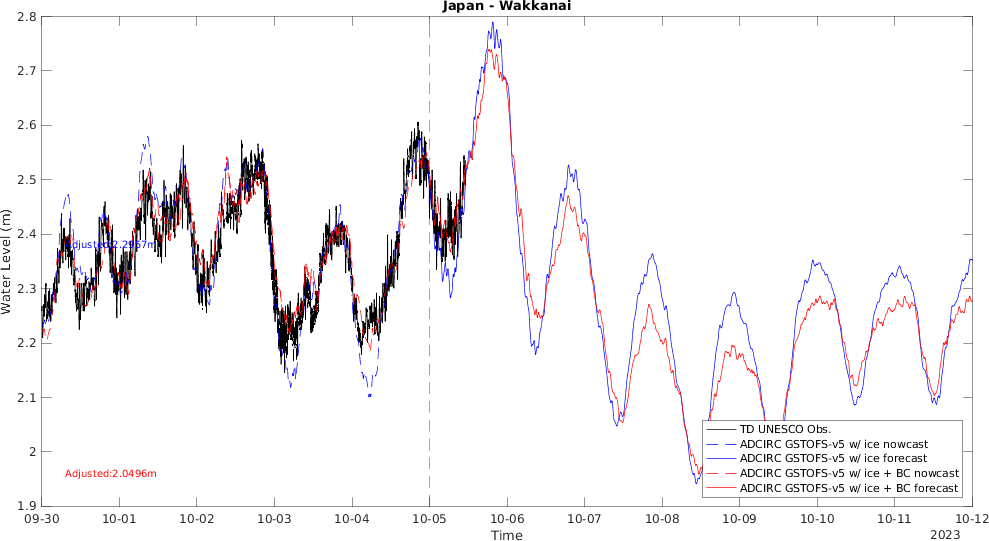 Japan - Wakkanai
2.8
2.7
2.6
2.5
2.4
2.3
2.2
2.1
2
1.9
Water Level (m)
Adjusted:2.2967m
Adjusted:2.0496m
TD UNESCO Obs.
ADCIRC GSTOFS-v5 w/ ice nowcast
ADCIRC GSTOFS-v5 w/ ice forecast
ADCIRC GSTOFS-v5 w/ ice + BC nowcast
ADCIRC GSTOFS-v5 w/ ice + BC forecast
09-30 10-01 10-02 10-03 10-04 10-05 10-06 10-07 10-08 10-09 10-10 10-11 10-12
Time
2023